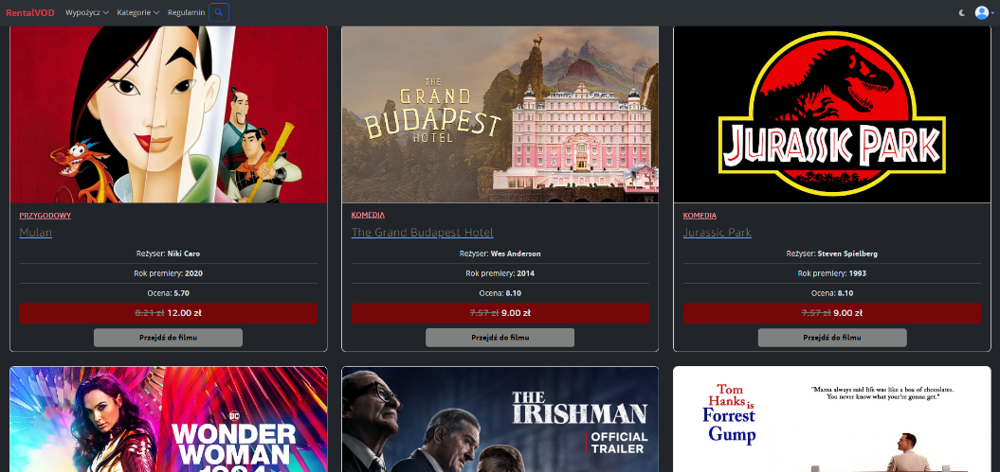 RentalVOD Wypożycz Kategorie Regulamin
THE
GRAND
BUDAPEST
HOTEL
JURASSIC PARK
PRZYGODOWY
Mulan
Reżyser: Niki Caro
Rok premiery: 2020
Ocena: 5.70
8.21 zł 12.00 zł
Przejdź do filmu
KOMEDIA
The Grand Budapest Hotel
Reżyser: Wes Anderson
Rok premiery: 2014
Ocena: 8.10
7.57 zł 9.00 zł
Przejdź do filmu
KOMEDIA
Jurassic Park
Reżyser: Steven Spielberg
Rok premiery: 1993
Ocena: 8.10
7.57 zł 9.00 zł
Przejdź do filmu
DC
WONDER
WOMAN
1984
THE
IRISHMAN
OFFICIAL
TRAILER
Tom
Hanks is
Forrest
Gump
"Mama always said life was like a box of chocolates.
You never know what you're gonna get."